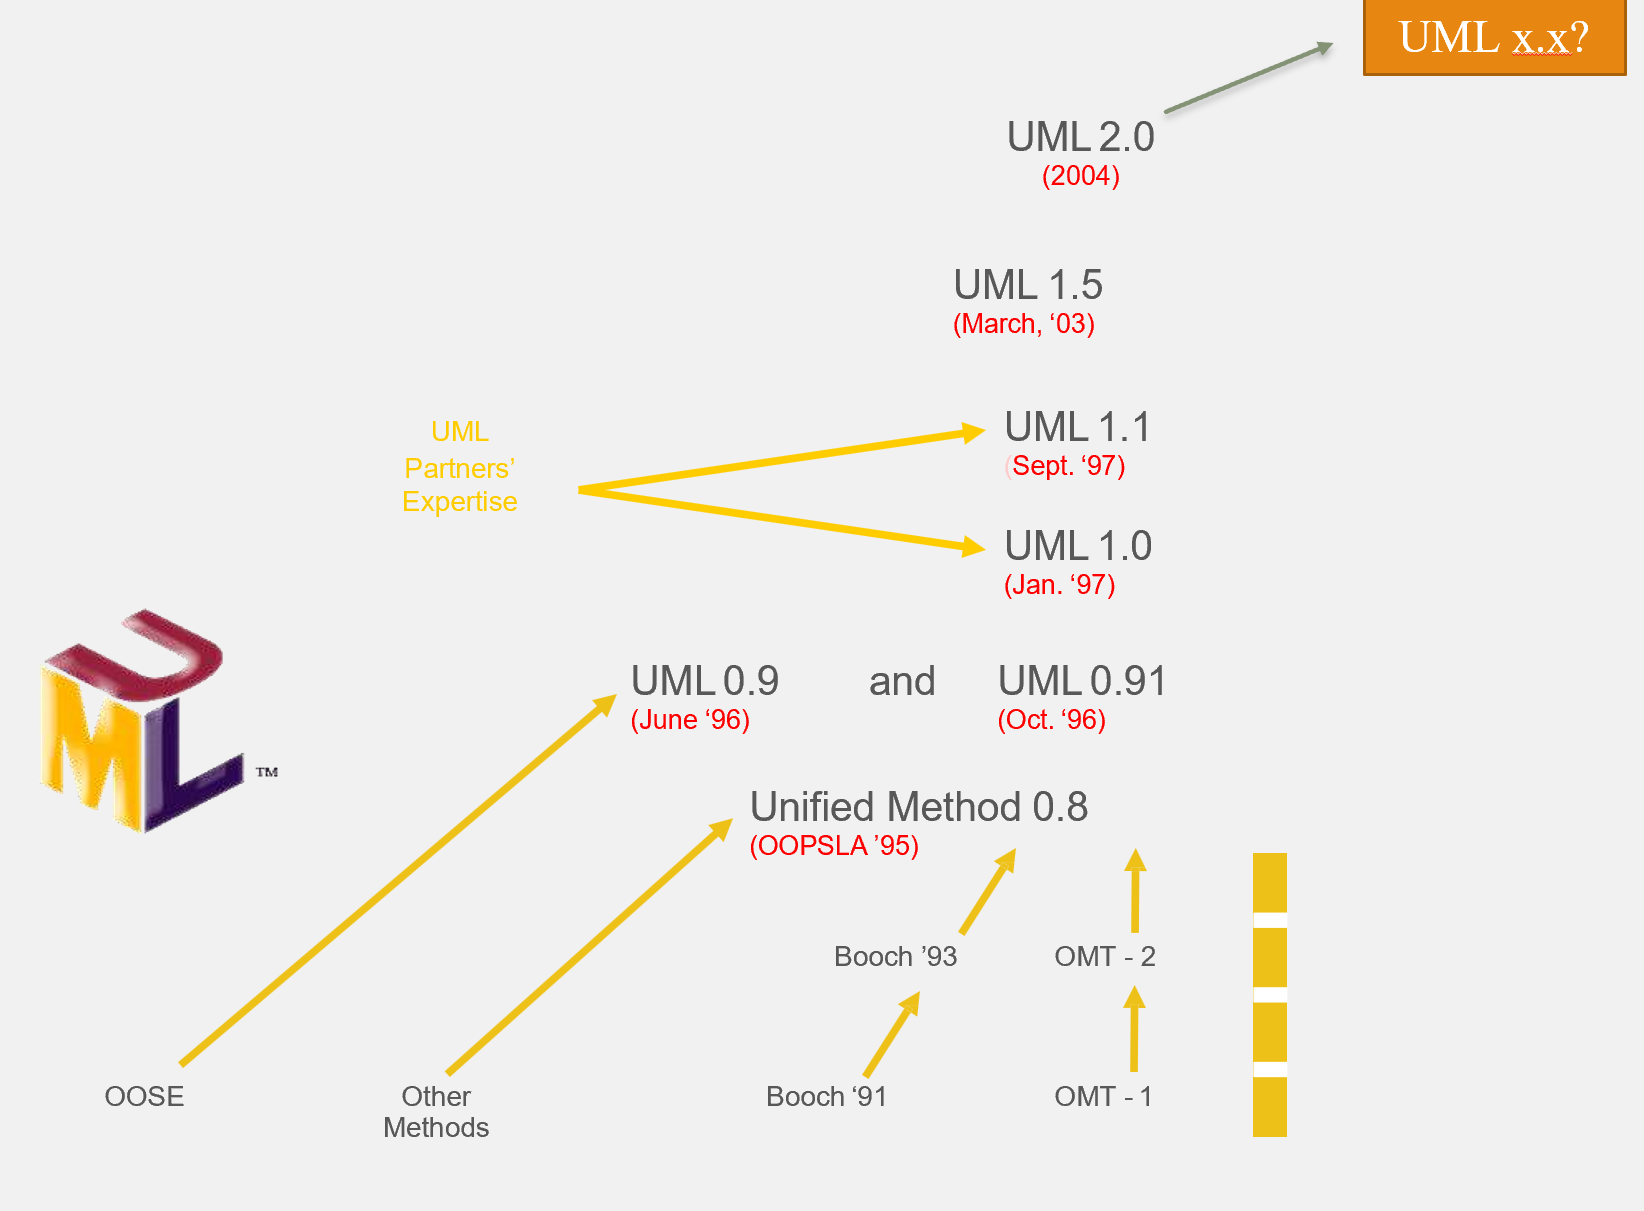 UML x.x?
UML 2.0
(2004)
UML 1.5
(March, ‘03)
UML
Partners’
Expertise
UML 1.1
(Sept. ‘97)
UML 1.0
(Jan. ‘97)
UML
TM
UML 0.9 and UML 0.91
(June ‘96) (Oct. ‘96)
Unified Method 0.8
(OOPSLA ’95)
Booch ’93 OMT - 2
OOSE Other Booch ‘91 OMT - 1
Methods